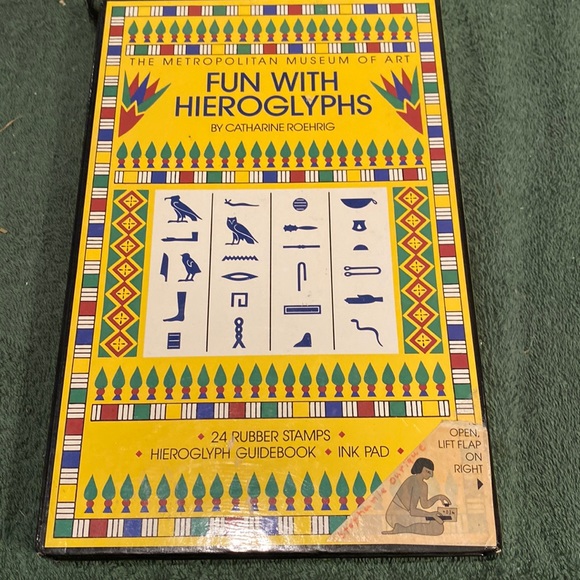 THE METROPOLITAN MUSEUM OF ART
FUN WITH
HIEROGLYPHS
BY CATHARINE ROEHRIG
• 24 RUBBER STAMPS •
• HIEROGLYPH GUIDEBOOK • INK PAD •
OPEN,
LIFT FLAP
ON
RIGHT